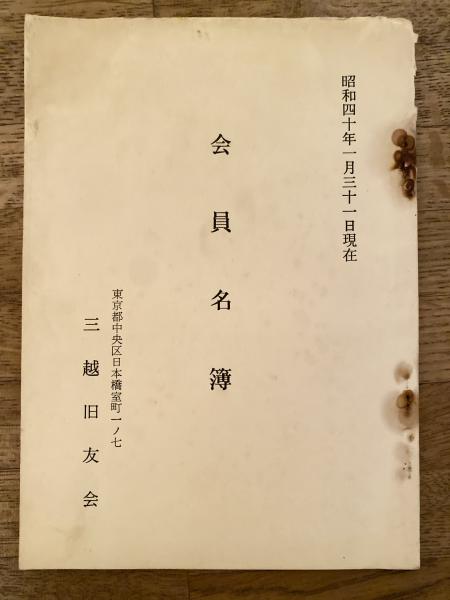 昭和四十年一月三十一日現在
会員名簿
東京都中央区日本橋室町一ノ七
三越旧友会